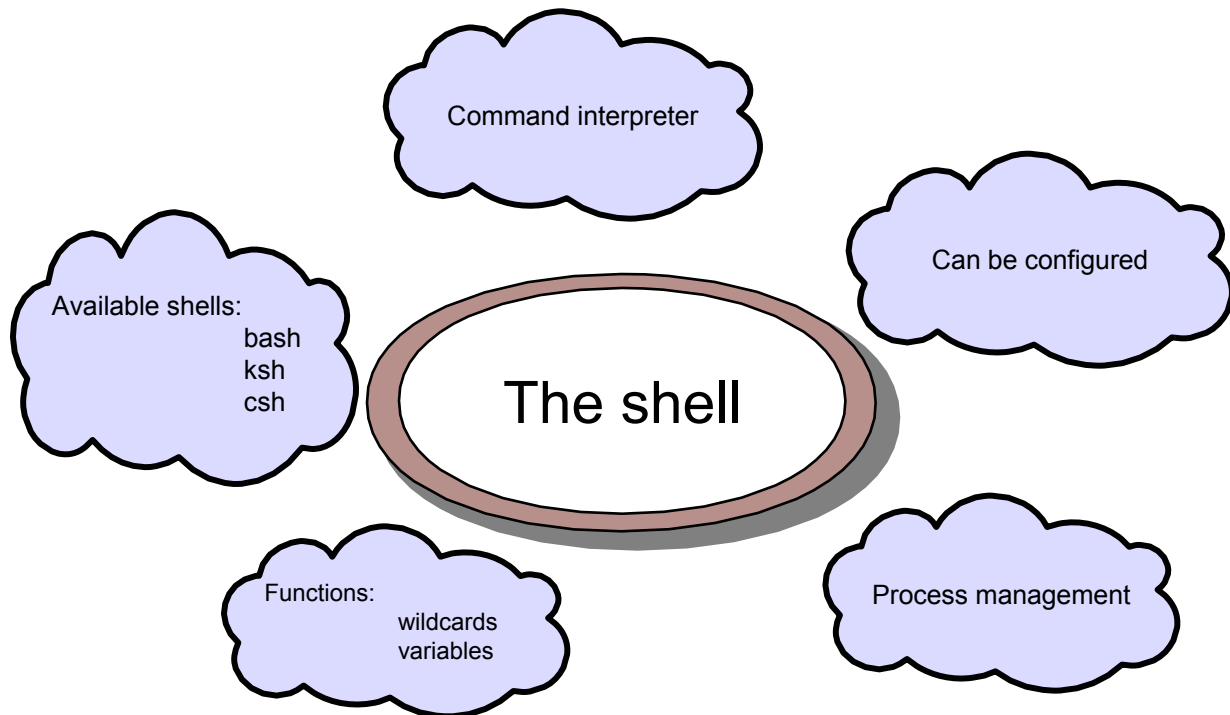 Command interpreter
Can be configured
Available shells:
bash
ksh
csh
The shell
Functions:
wildcards
variables
Process management